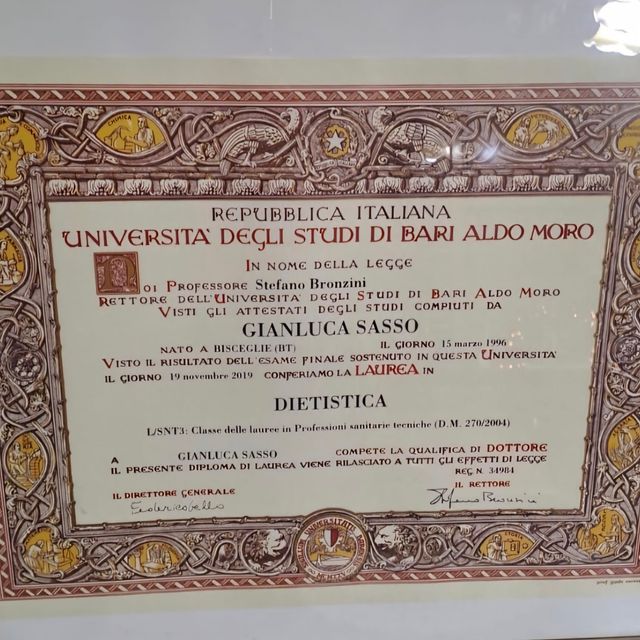 REPUBBLICA ITALIANA
UNIVERSITA' DEGLI STUDI DI BARI ALDO MORO
IN NOME DELLA LEGGE
NOI PROFESSORE Stefano Bronzini
RETTORE DELL'UNIVERSITÀ DEGLI STUDI DI BARI ALDO MORO
VISTI GLI ATTESTATI DEGLI STUDI COMPIUTI DA
GIANLUCA SASSO
NATO A BISCEGLIE (BT) IL GIORNO 15 marzo 1996
VISTO IL RISULTATO DELL'ESAME FINALE SOSTENUTO IN QUESTA UNIVERSITÀ
IL GIORNO 19 novembre 2019 CONFERIAMO LA LAUREA IN
DIETISTICA
L/SNT3: Classe delle lauree in Professioni sanitarie tecniche (D.M. 270/2004)
A GIANLUCA SASSO COMPETE LA QUALIFICA DI DOTTORE
IL PRESENTE DIPLOMA DI LAUREA VIENE RILASCIATO A TUTTI GLI EFFETTI DI LEGGE
REG N. 34984
IL DIRETTORE GENERALE IL RETTORE
CHIMICA